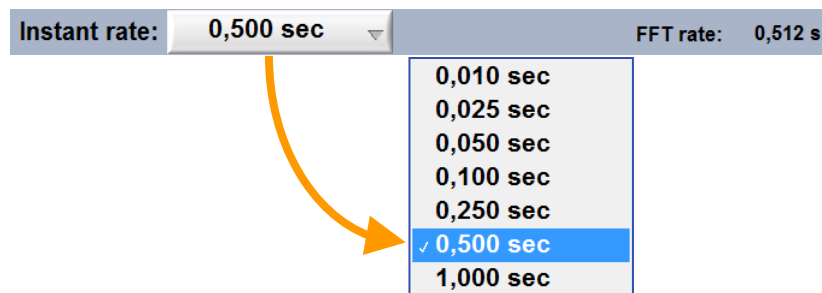 Instant rate: 0,500 sec FFT rate: 0,512 s
0,010 sec
0,025 sec
0,050 sec
0,100 sec
0,250 sec
✓ 0,500 sec
1,000 sec